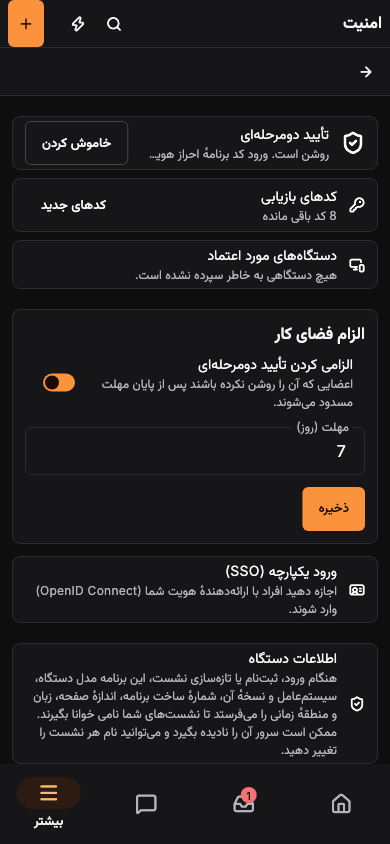 امنیت
تأیید دومرحله‌ای
روشن است. ورود کد برنامهٔ احراز هویـ...
خاموش کردن
کدهای بازیابی
8 کد باقی مانده
کدهای جدید
دستگاه‌های مورد اعتماد
هیچ دستگاهی به خاطر سپرده نشده است.
الزام فضای کار
الزامی کردن تأیید دومرحله‌ای
اعضایی که آن را روشن نکرده باشند پس از پایان مهلت
مسدود می‌شوند.
مهلت (روز)
7
ذخیره
ورود یکپارچه (SSO)
اجازه دهید افراد با ارائه‌دهندهٔ هویت شما (OpenID Connect)
وارد شوند.
اطلاعات دستگاه
هنگام ورود، ثبت‌نام یا تازه‌سازی نشست، این برنامه مدل دستگاه،
سیستم‌عامل و نسخهٔ آن، شمارهٔ ساخت برنامه، اندازهٔ صفحه، زبان
و منطقهٔ زمانی را می‌فرستد تا نشست‌های شما نامی خوانا بگیرند.
ممکن است سرور آن را نادیده بگیرد و می‌توانید نام هر نشست را
تغییر دهید.
1
بیشتر